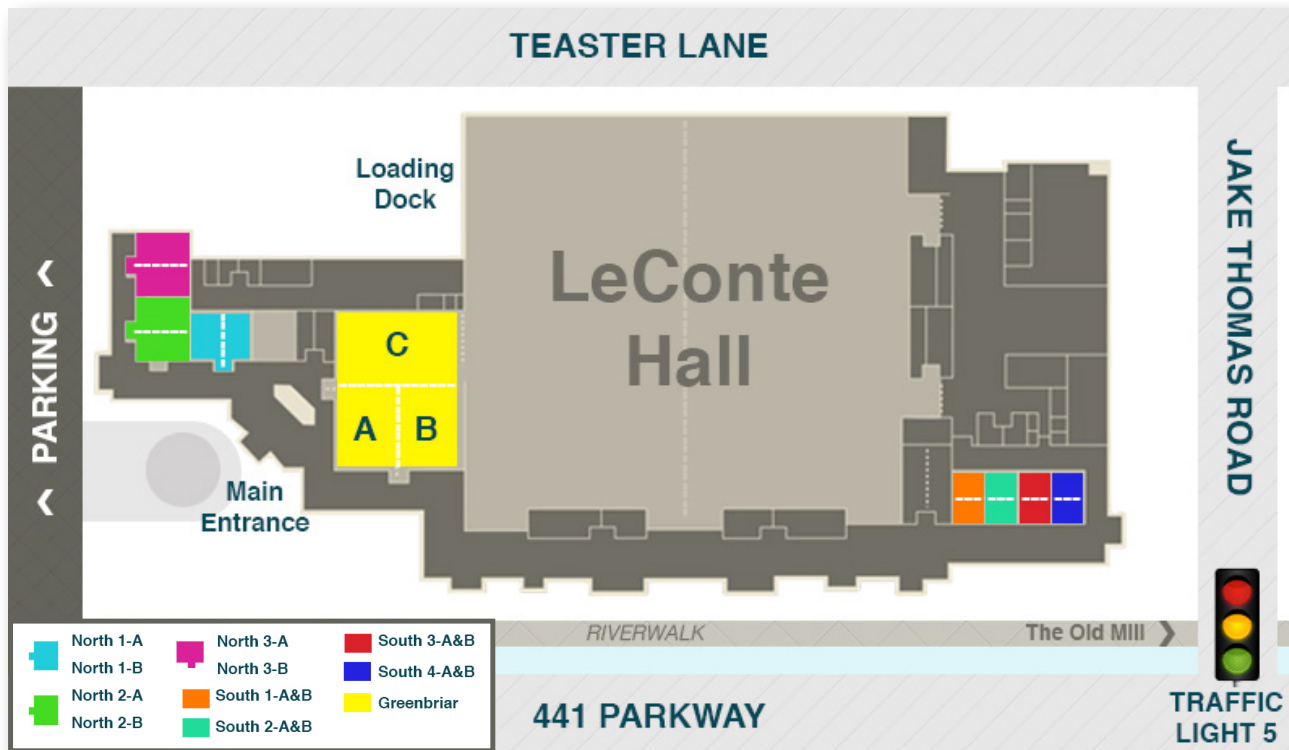 TEASTER LANE
Loading
Dock
JAKE THOMAS ROAD
LeConte
Hall
PARKING
C
A
B
Main
Entrance
RIVERWALK
The Old Mill
North 1-A
North 1-B
North 2-A
North 2-B
North 3-A
North 3-B
South 1-A&B
South 2-A&B
South 3-A&B
South 4-A&B
Greenbriar
441 PARKWAY
TRAFFIC
LIGHT 5